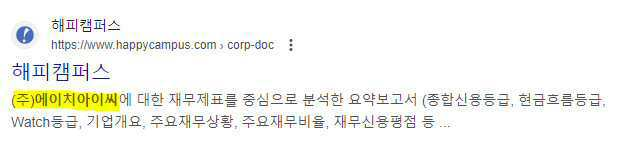 해피캠퍼스
https://www.happycampus.com › corp-doc
해피캠퍼스
(주)에이치아이씨에 대한 재무제표를 중심으로 분석한 요약보고서 (종합신용등급, 현금흐름등급,
Watch등급, 기업개요, 주요재무상황, 주요재무비율, 재무신용평점 등 ...